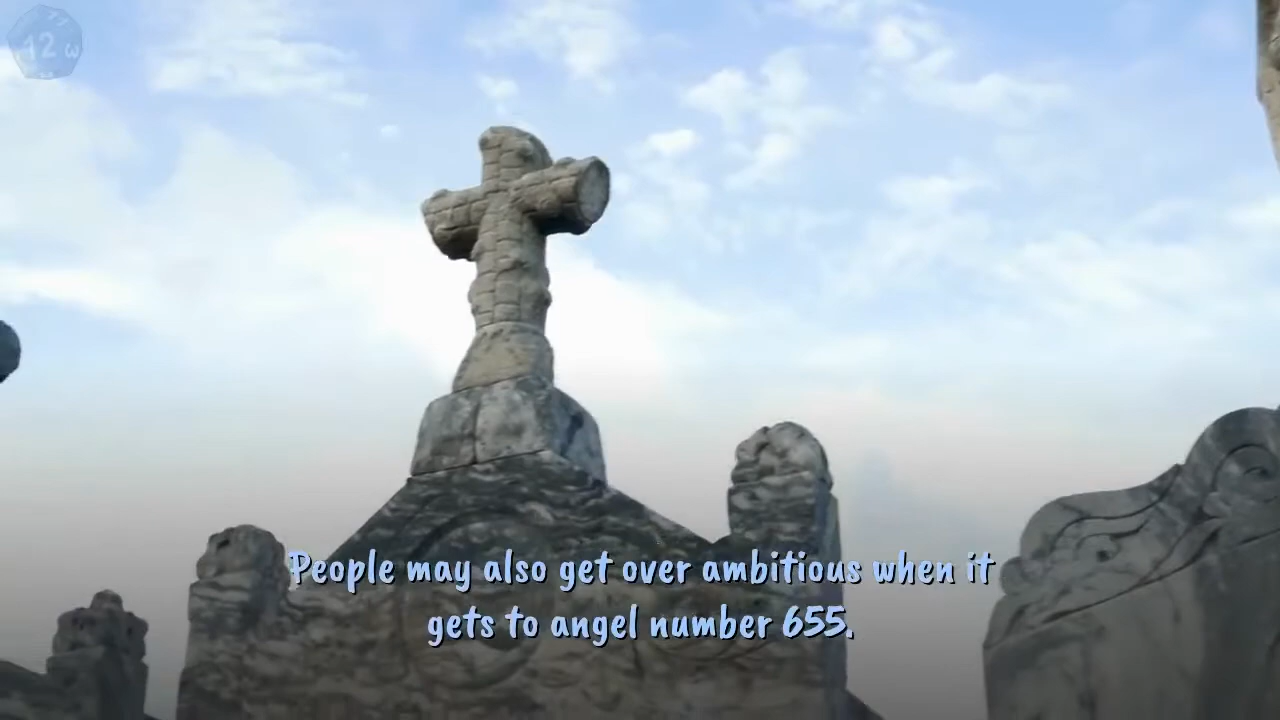 People may also get over ambitious when it
gets to angel number 655.